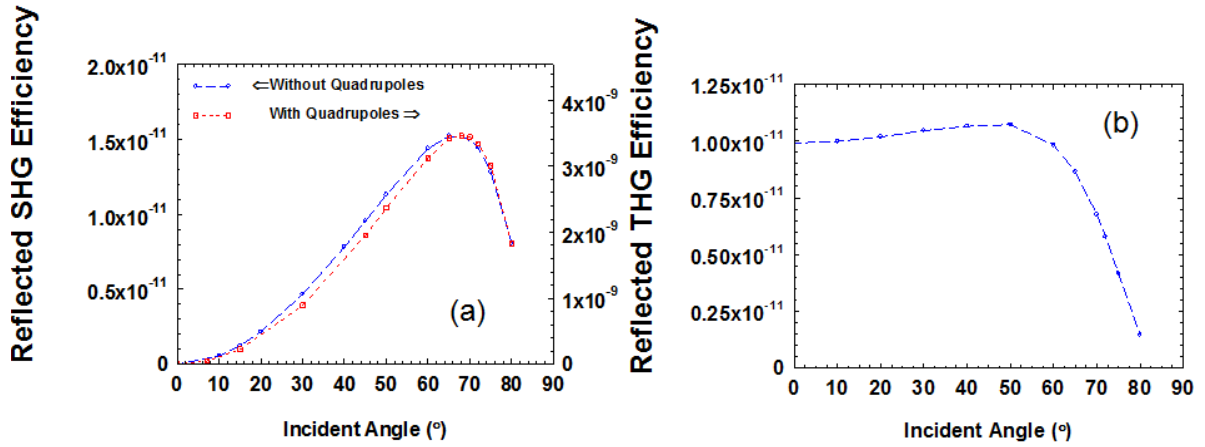 Reflected SHG Efficiency
2.0x10⁻¹¹
1.5x10⁻¹¹
1.0x10⁻¹¹
0.5x10⁻¹¹
0
⇐Without Quadrupoles
With Quadrupoles ⇒
(a)
4x10⁻⁹
3x10⁻⁹
2x10⁻⁹
1x10⁻⁹
0
0 10 20 30 40 50 60 70 80 90
Incident Angle (º)
Reflected THG Efficiency
1.25x10⁻¹¹
1.00x10⁻¹¹
0.75x10⁻¹¹
0.50x10⁻¹¹
0.25x10⁻¹¹
0
(b)
0 10 20 30 40 50 60 70 80 90
Incident Angle (º)